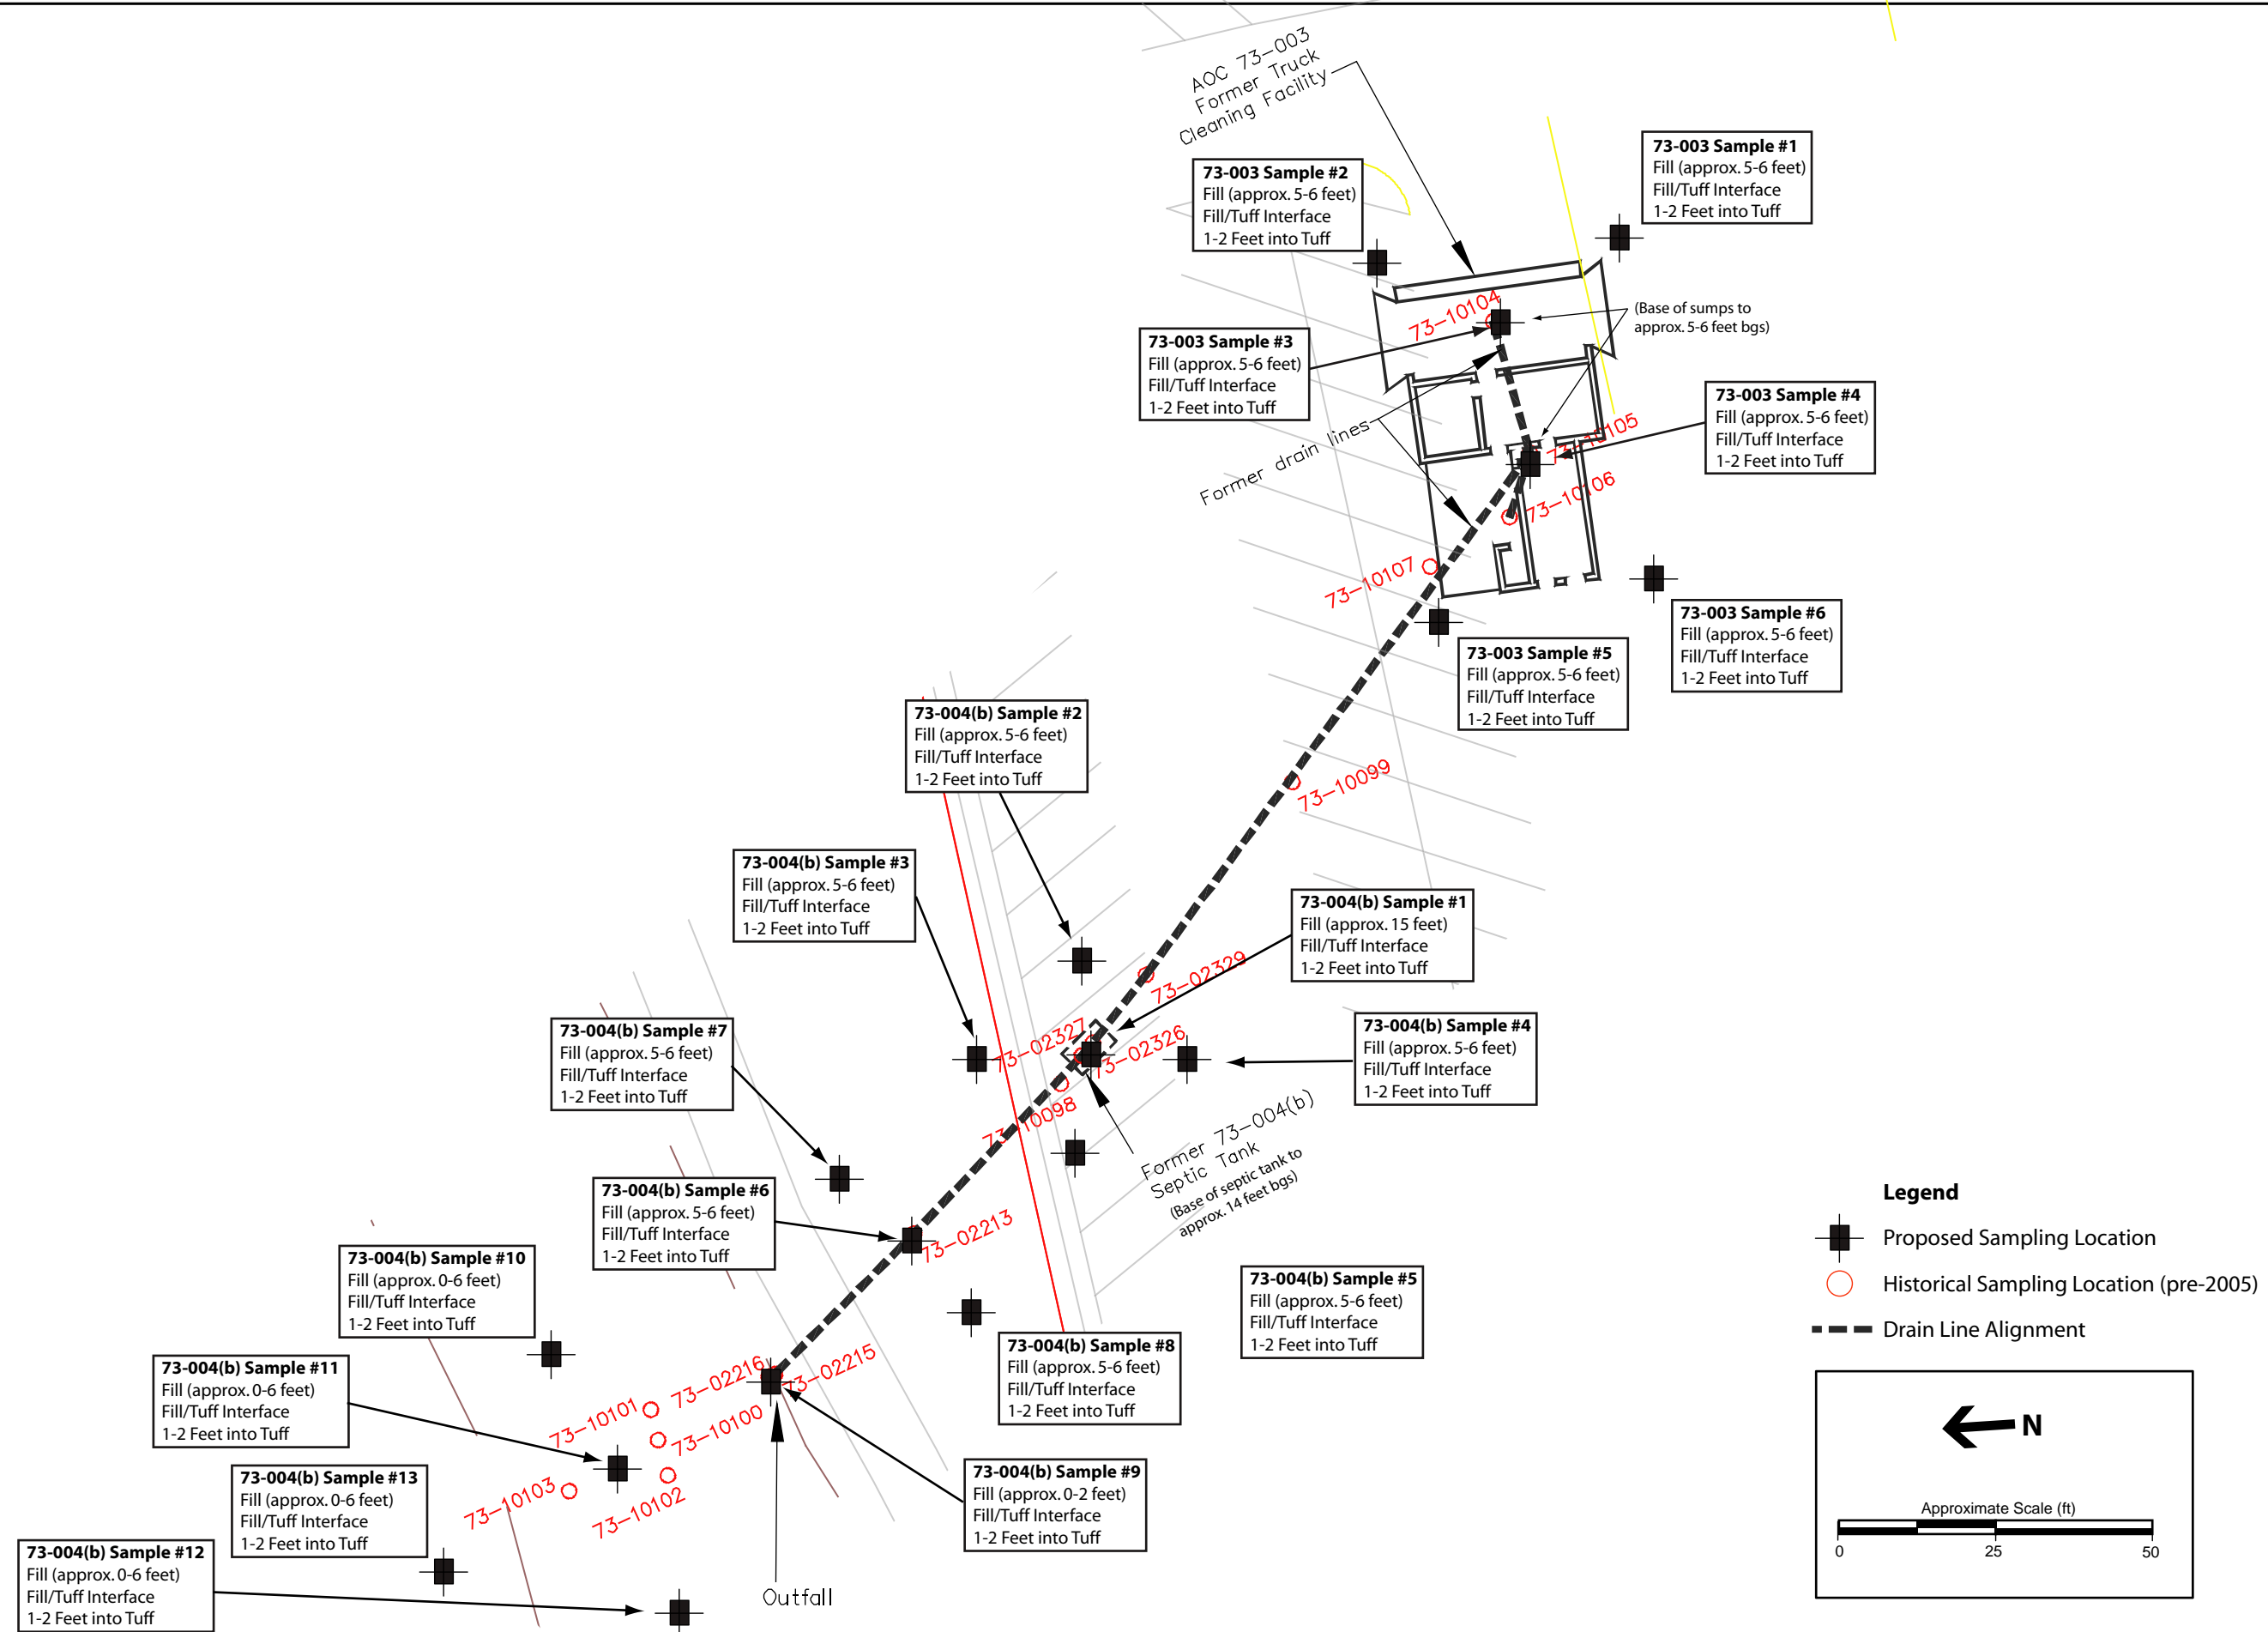 AOC 73-003
Former Truck
Cleaning Facility
73-003 Sample #1
Fill (approx. 5-6 feet)
Fill/Tuff Interface
1-2 Feet into Tuff
73-003 Sample #2
Fill (approx. 5-6 feet)
Fill/Tuff Interface
1-2 Feet into Tuff
73-10104
(Base of sumps to
approx. 5-6 feet bgs)
73-003 Sample #3
Fill (approx. 5-6 feet)
Fill/Tuff Interface
1-2 Feet into Tuff
73-003 Sample #4
Fill (approx. 5-6 feet)
Fill/Tuff Interface
1-2 Feet into Tuff
73-10105
Former drain lines
73-10106
73-10107
73-003 Sample #6
Fill (approx. 5-6 feet)
Fill/Tuff Interface
1-2 Feet into Tuff
73-003 Sample #5
Fill (approx. 5-6 feet)
Fill/Tuff Interface
1-2 Feet into Tuff
73-004(b) Sample #2
Fill (approx. 5-6 feet)
Fill/Tuff Interface
1-2 Feet into Tuff
73-10099
73-004(b) Sample #3
Fill (approx. 5-6 feet)
Fill/Tuff Interface
1-2 Feet into Tuff
73-004(b) Sample #1
Fill (approx. 15 feet)
Fill/Tuff Interface
1-2 Feet into Tuff
73-02329
73-004(b) Sample #7
Fill (approx. 5-6 feet)
Fill/Tuff Interface
1-2 Feet into Tuff
73-02327
73-02326
73-004(b) Sample #4
Fill (approx. 5-6 feet)
Fill/Tuff Interface
1-2 Feet into Tuff
73-10098
Former 73-004(b)
Septic Tank
(Base of septic tank to
approx. 14 feet bgs)
73-004(b) Sample #6
Fill (approx. 5-6 feet)
Fill/Tuff Interface
1-2 Feet into Tuff
73-02213
73-004(b) Sample #10
Fill (approx. 0-6 feet)
Fill/Tuff Interface
1-2 Feet into Tuff
73-004(b) Sample #5
Fill (approx. 5-6 feet)
Fill/Tuff Interface
1-2 Feet into Tuff
73-004(b) Sample #8
Fill (approx. 5-6 feet)
Fill/Tuff Interface
1-2 Feet into Tuff
73-004(b) Sample #11
Fill (approx. 0-6 feet)
Fill/Tuff Interface
1-2 Feet into Tuff
73-02216
73-02215
73-10101
73-10100
73-10103
73-10102
73-004(b) Sample #13
Fill (approx. 0-6 feet)
Fill/Tuff Interface
1-2 Feet into Tuff
73-004(b) Sample #9
Fill (approx. 0-2 feet)
Fill/Tuff Interface
1-2 Feet into Tuff
73-004(b) Sample #12
Fill (approx. 0-6 feet)
Fill/Tuff Interface
1-2 Feet into Tuff
Outfall
Legend
Proposed Sampling Location
Historical Sampling Location (pre-2005)
Drain Line Alignment
N
Approximate Scale (ft)
0 25 50